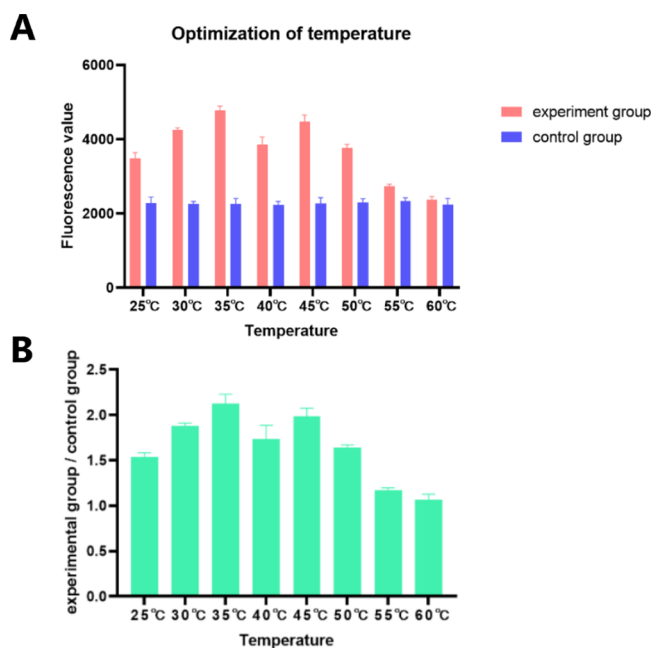 A
Optimization of temperature
6000
4000
2000
0
Fluorescence value
25℃ 30℃ 35℃ 40℃ 45℃ 50℃ 55℃ 60℃
Temperature
experiment group
control group
B
2.5
2.0
1.5
1.0
0.5
0.0
experimental group / control group
25℃ 30℃ 35℃ 40℃ 45℃ 50℃ 55℃ 60℃
Temperature